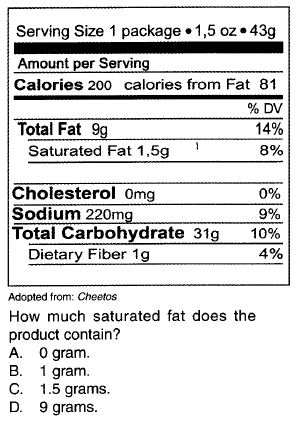 Serving Size 1 package • 1,5 oz • 43g
Amount per Serving
Calories 200 calories from Fat 81
% DV
Total Fat 9g 14%
Saturated Fat 1,5g 8%
Cholesterol 0mg 0%
Sodium 220mg 9%
Total Carbohydrate 31g 10%
Dietary Fiber 1g 4%
Adopted from: Cheetos
How much saturated fat does the
product contain?
A. 0 gram.
B. 1 gram.
C. 1.5 grams.
D. 9 grams.